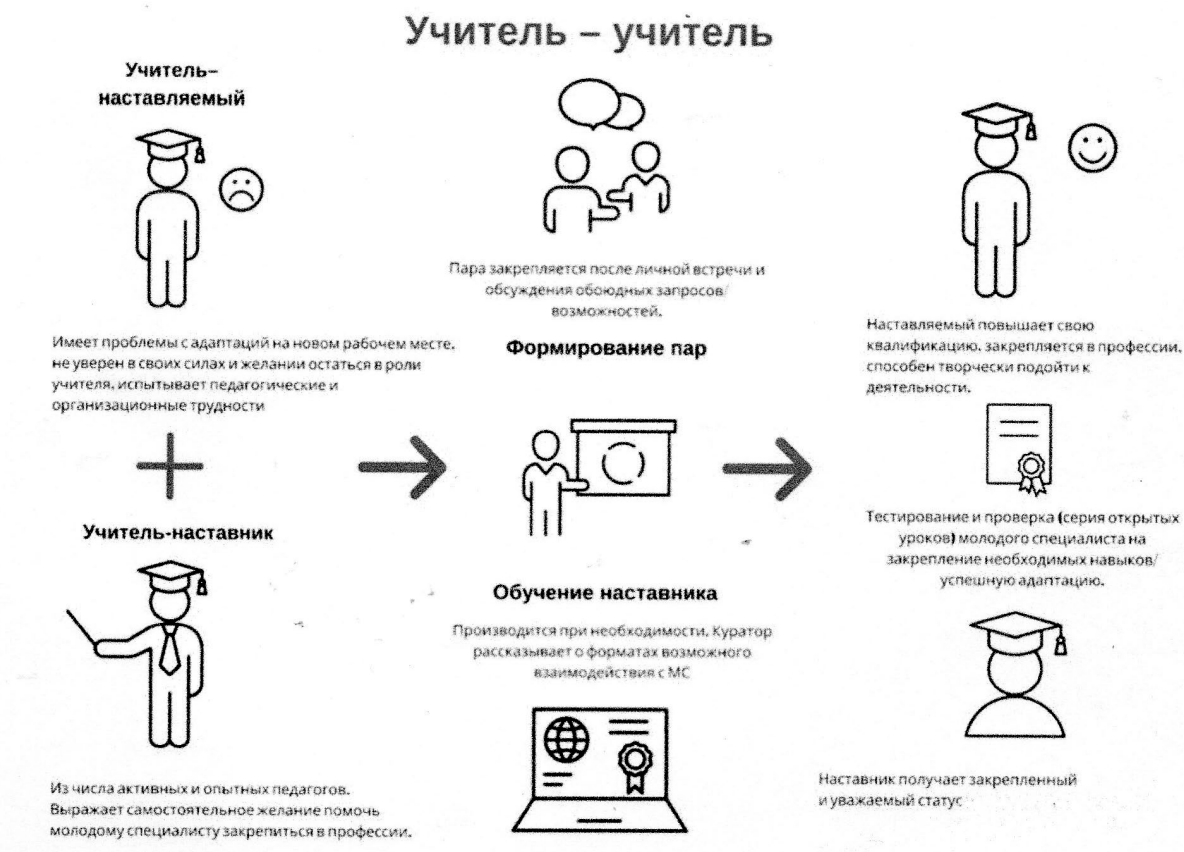 Учитель – учитель
Учитель–
наставляемый
Имеет проблемы с адаптаций на новом рабочем месте,
не уверен в своих силах и желании остаться в роли
учителя, испытывает педагогические и
организационные трудности
Учитель-наставник
Из числа активных и опытных педагогов.
Выражает самостоятельное желание помочь
молодому специалисту закрепиться в профессии.
Пара закрепляется после личной встречи и
обсуждения обоюдных запросов/
возможностей.
Формирование пар
Обучение наставника
Производится при необходимости. Куратор
рассказывает о форматах возможного
взаимодействия с МС
Наставляемый повышает свою
квалификацию, закрепляется в профессии,
способен творчески подойти к
деятельности.
Тестирование и проверка (серия открытых
уроков) молодого специалиста на
закрепление необходимых навыков/
успешную адаптацию.
Наставник получает закрепленный
и уважаемый статус